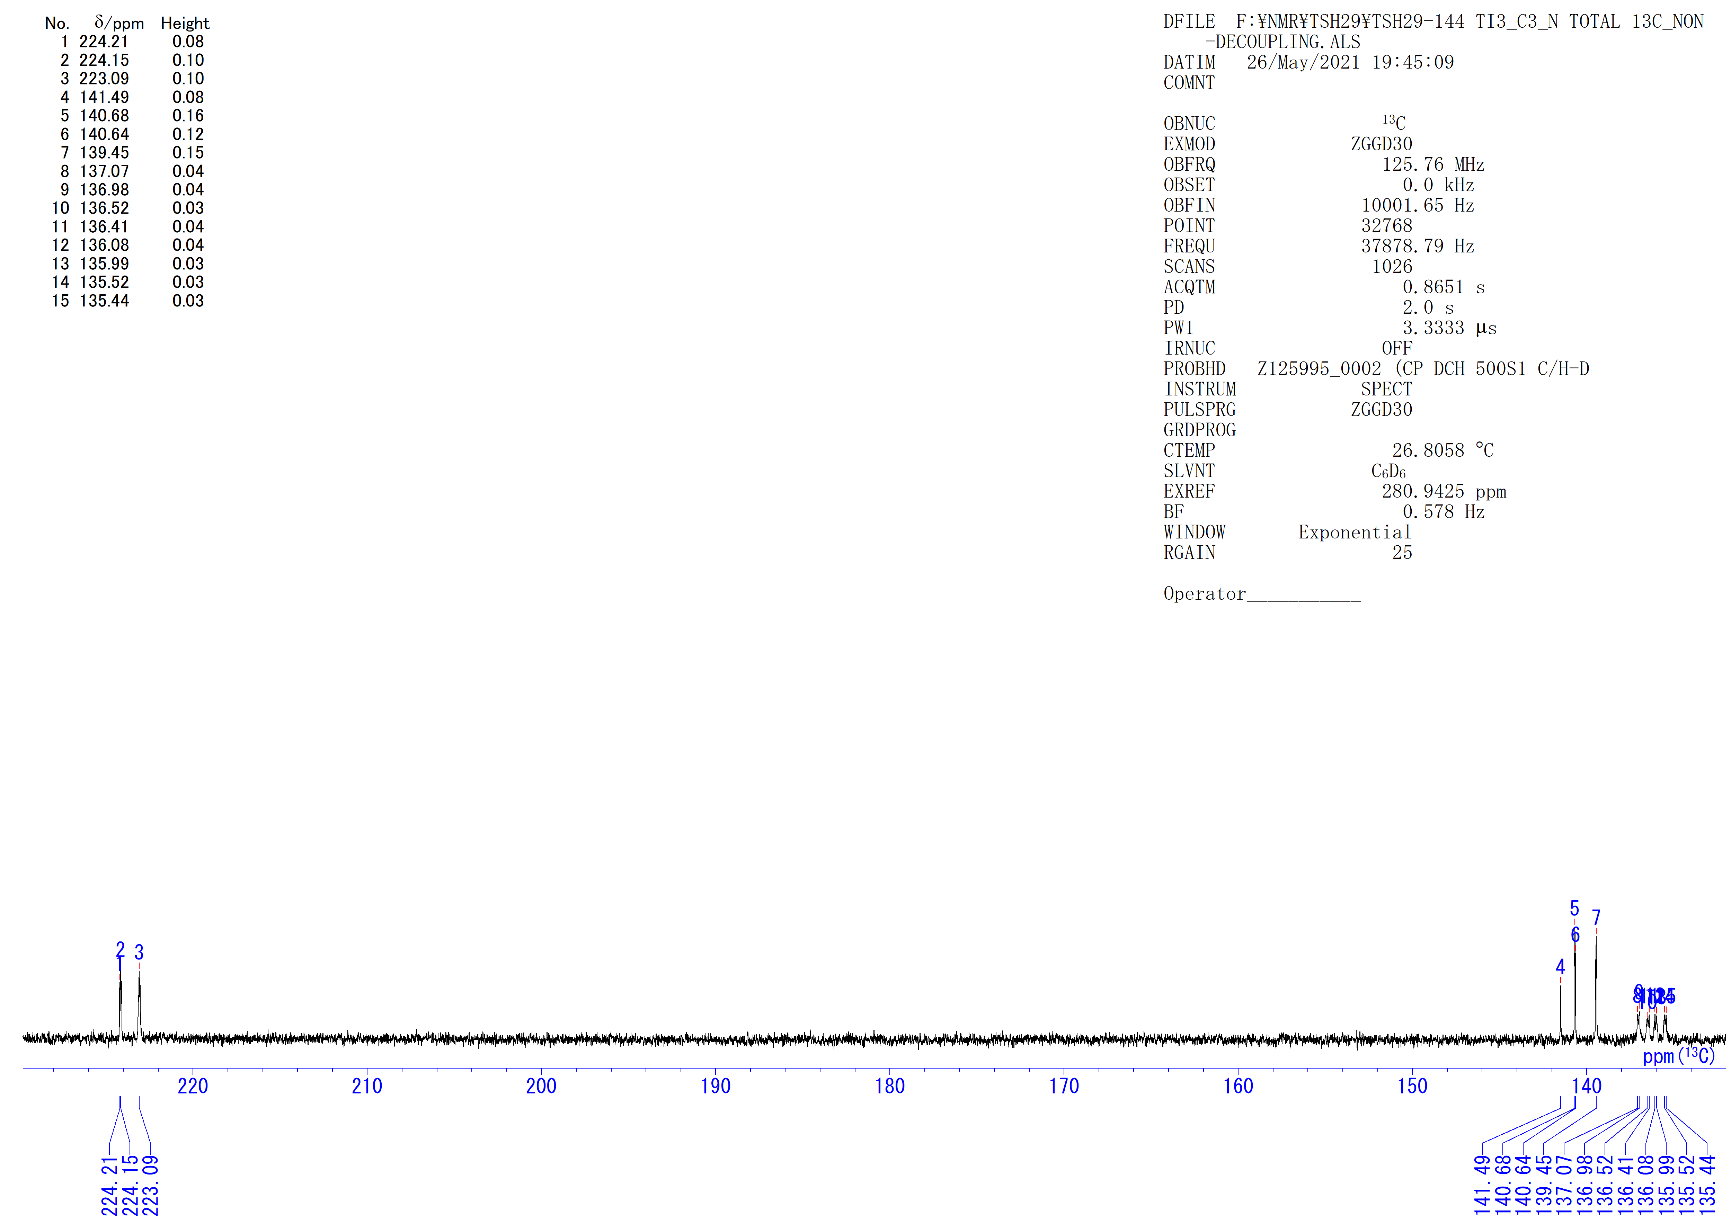 No. δ/ppm Height
1 224.21 0.08
2 224.15 0.10
3 223.09 0.10
4 141.49 0.08
5 140.68 0.16
6 140.64 0.12
7 139.45 0.15
8 137.07 0.04
9 136.98 0.04
10 136.52 0.03
11 136.41 0.04
12 136.08 0.04
13 135.99 0.03
14 135.52 0.03
15 135.44 0.03
DFILE F:¥NMR¥TSH29¥TSH29-144 TI3_C3_N TOTAL 13C_NON
-DECOUPLING.ALS
DATIM 26/May/2021 19:45:09
COMNT
OBNUC ¹³C
EXMOD ZGGD30
OBFRQ 125.76 MHz
OBSET 0.0 kHz
OBFIN 10001.65 Hz
POINT 32768
FREQU 37878.79 Hz
SCANS 1026
ACQTM 0.8651 s
PD 2.0 s
PW1 3.3333 μs
IRNUC OFF
PROBHD Z125995_0002 (CP DCH 500S1 C/H-D
INSTRUM SPECT
PULSPRG ZGGD30
GRDPROG
CTEMP 26.8058 °C
SLVNT C₆D₆
EXREF 280.9425 ppm
BF 0.578 Hz
WINDOW Exponential
RGAIN 25
Operator___________
2 3 4 5 6 7
ppm(¹³C)
220 210 200 190 180 170 160 150 140
224.21
224.15
223.09
141.49
140.68
140.64
139.45
137.07
136.98
136.52
136.41
136.08
135.99
135.52
135.44